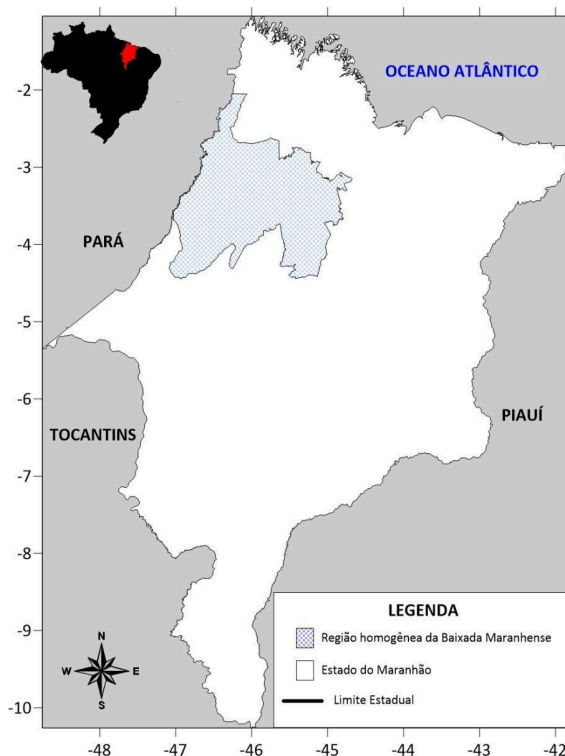 OCEANO ATLÂNTICO
-2
-3
PARÁ
-4
-5
-6
TOCANTINS
PIAUÍ
-7
-8
LEGENDA
Região homogênea da Baixada Maranhense
-9
N
W E
S
Estado do Maranhão
Limite Estadual
-10
-48 -47 -46 -45 -44 -43 -42